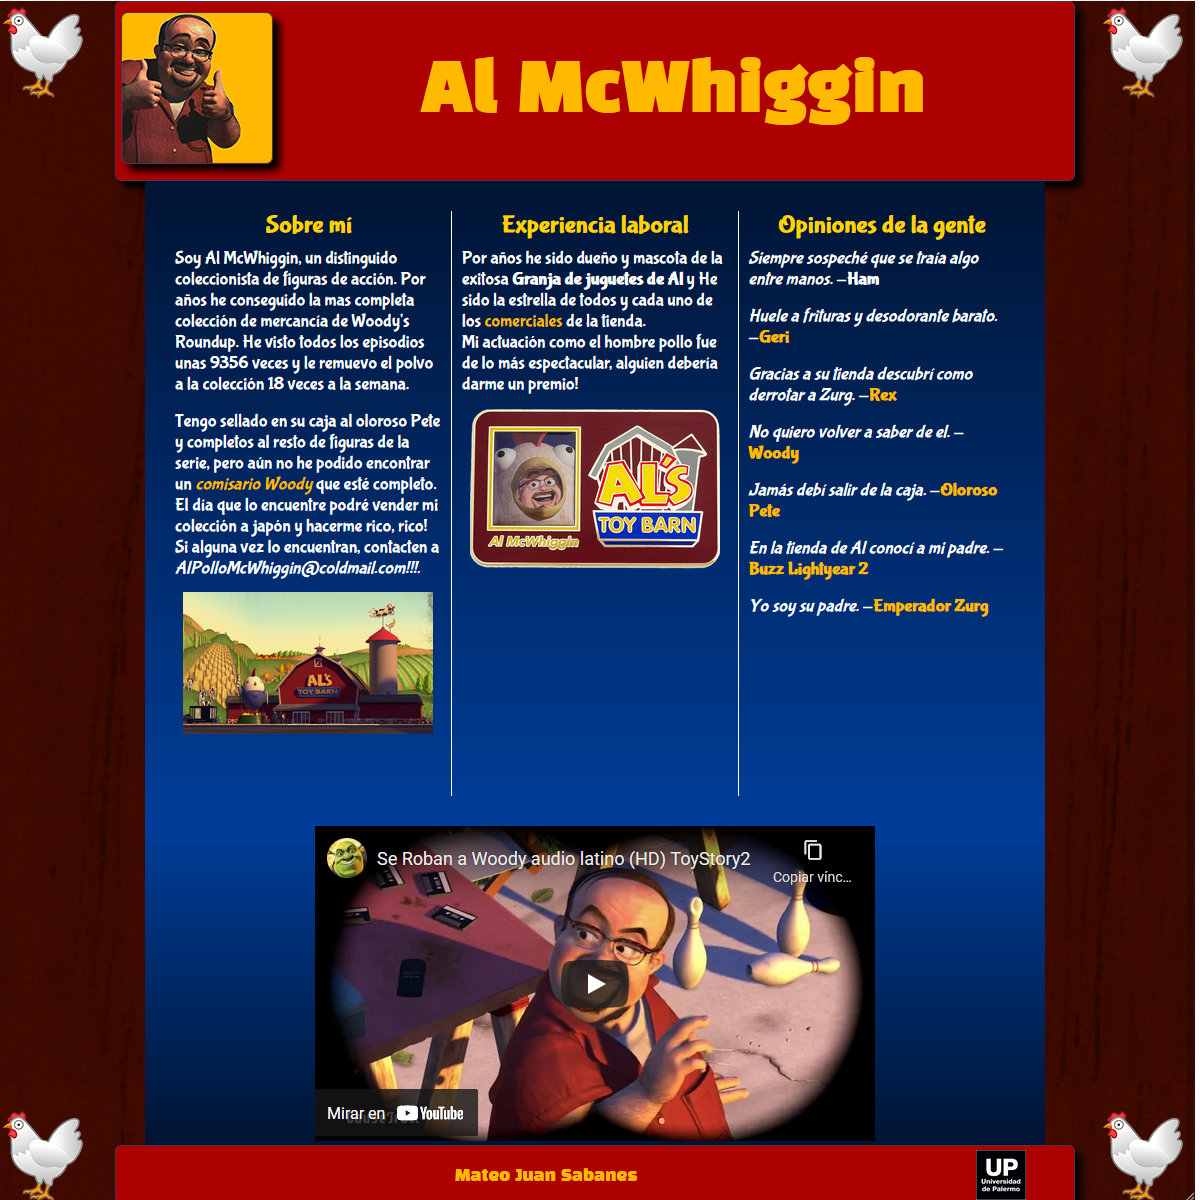 Al McWhiggin
Sobre mí
Soy Al McWhiggin, un distinguido
coleccionista de figuras de acción. Por
años he conseguido la mas completa
colección de mercancía de Woody's
Roundup. He visto todos los episodios
unas 9356 veces y le remuevo el polvo
a la colección 18 veces a la semana.
Tengo sellado en su caja al oloroso Pete
y completos al resto de figuras de la
serie, pero aún no he podido encontrar
un comisario Woody que esté completo.
El día que lo encuentre podré vender mi
colección a japón y hacerme rico, rico!
Si alguna vez lo encuentran, contacten a
AlPolloMcWhiggin@coldmail.com!!!.
AL'S
TOY BARN
Experiencia laboral
Por años he sido dueño y mascota de la
exitosa Granja de juguetes de Al y He
sido la estrella de todos y cada uno de
los comerciales de la tienda.
Mi actuación como el hombre pollo fue
de lo más espectacular, alguien debería
darme un premio!
AL'S
TOY BARN
Al McWhiggin
Opiniones de la gente
Siempre sospeché que se traía algo
entre manos. —Ham
Huele a frituras y desodorante barato.
—Geri
Gracias a su tienda descubrí como
derrotar a Zurg. —Rex
No quiero volver a saber de el. —
Woody
Jamás debí salir de la caja. —Oloroso
Pete
En la tienda de Al conocí a mi padre. —
Buzz Lightyear 2
Yo soy su padre. —Emperador Zurg
Se Roban a Woody audio latino (HD) ToyStory2
Copiar vínc...
Mirar en YouTube
Mateo Juan Sabanes
UP
Universidad
de Palermo